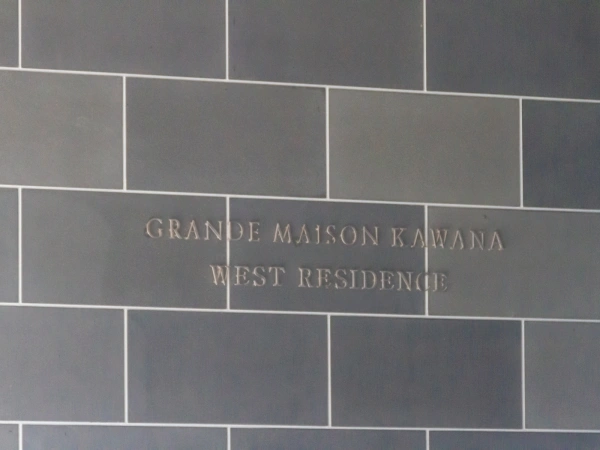 GRANDE MAISON KAWANA
WEST RESIDENCE